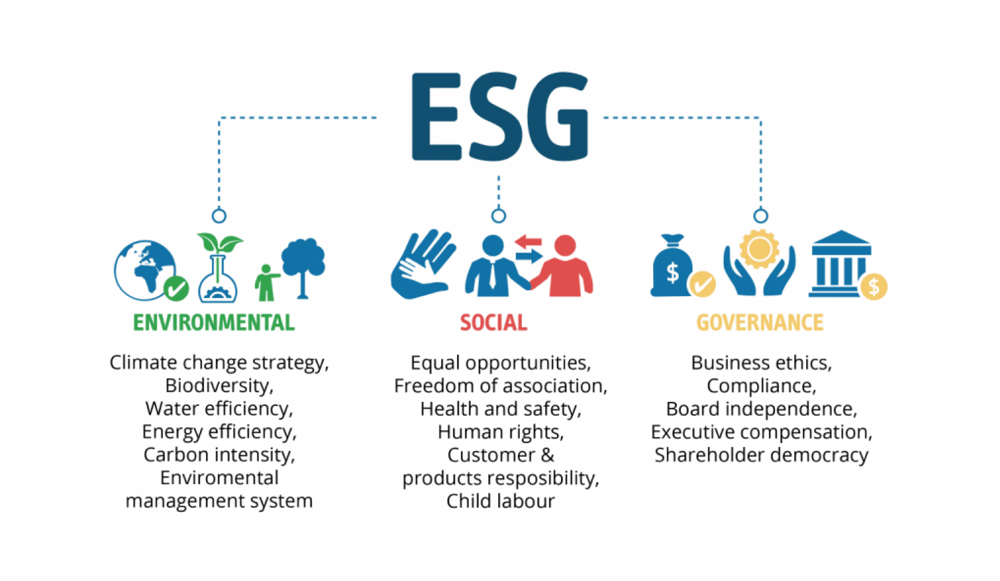 ESG
ENVIRONMENTAL
Climate change strategy,
Biodiversity,
Water efficiency,
Energy efficiency,
Carbon intensity,
Enviromental
management system
SOCIAL
Equal opportunities,
Freedom of association,
Health and safety,
Human rights,
Customer &
products resposibility,
Child labour
$
$
GOVERNANCE
Business ethics,
Compliance,
Board independence,
Executive compensation,
Shareholder democracy